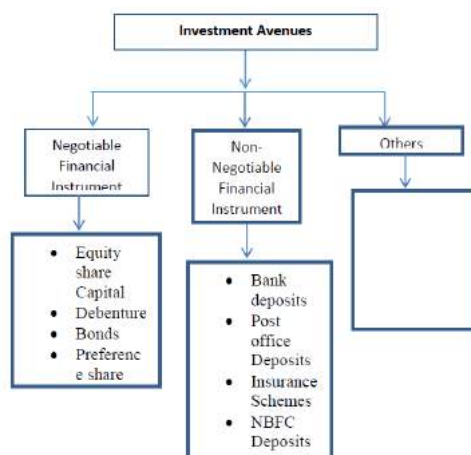 Investment Avenues
Negotiable
Financial
Instrument
Non-
Negotiable
Financial
Instrument
Others
• Equity
share
Capital
• Debenture
• Bonds
• Preferenc
e share
• Bank
deposits
• Post
office
Deposits
• Insurance
Schemes
• NBFC
Deposits